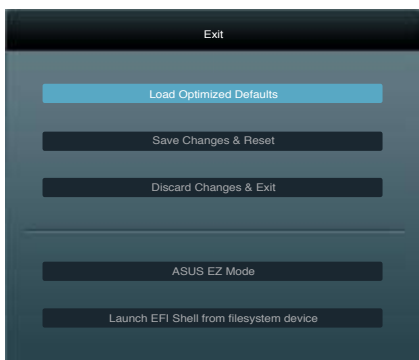 Exit
Load Optimized Defaults
Save Changes & Reset
Discard Changes & Exit
ASUS EZ Mode
Launch EFI Shell from filesystem device